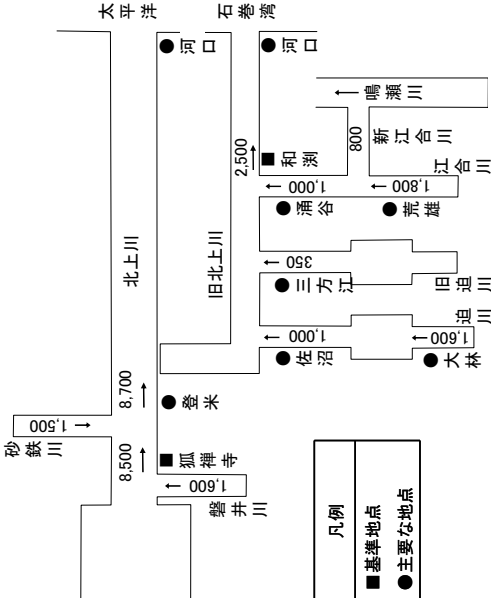 太平洋
石巻湾
●河口
●河口
鳴瀬川
新江合川
800
江合川
2,500
■和渕
1,000
●涌谷
1,800
●荒雄
北上川
旧北上川
350
●三方江
旧迫川
迫川
1,000
●佐沼
1,600
●大林
8,700
●登米
砂鉄川
1,500
8,500
■狐禅寺
1,600
磐井川
凡例
■基準地点
●主要な地点